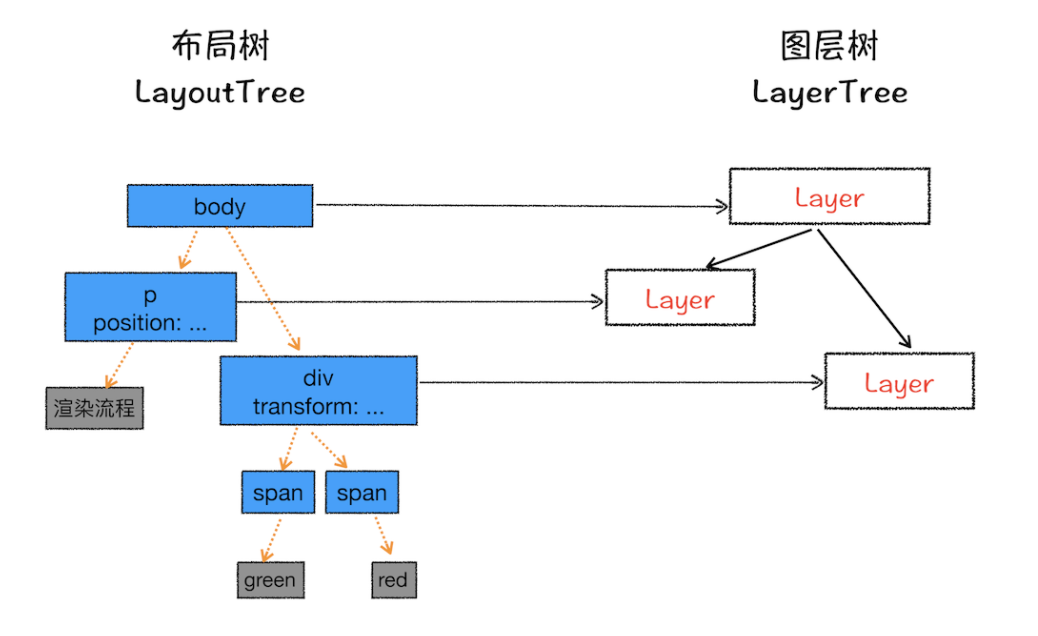 布局树
LayoutTree
图层树
LayerTree
body
Layer
p
position: ...
Layer
div
transform: ...
Layer
渲染流程
span
span
green
red